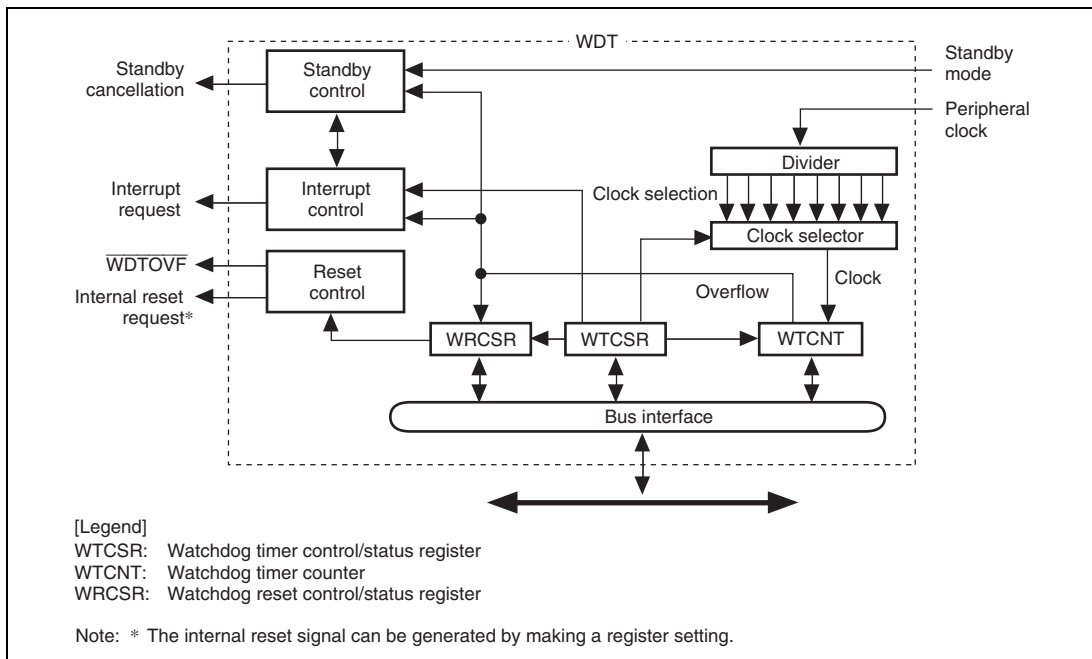 WDT
Standby
cancellation
Standby
control
Standby
mode
Peripheral
clock
Divider
Interrupt
request
Interrupt
control
Clock selection
Clock selector
WDTOVF
Internal reset
request*
Reset
control
Overflow
Clock
WRCSR
WTCSR
WTCNT
Bus interface
[Legend]
WTCSR: Watchdog timer control/status register
WTCNT: Watchdog timer counter
WRCSR: Watchdog reset control/status register
Note: * The internal reset signal can be generated by making a register setting.